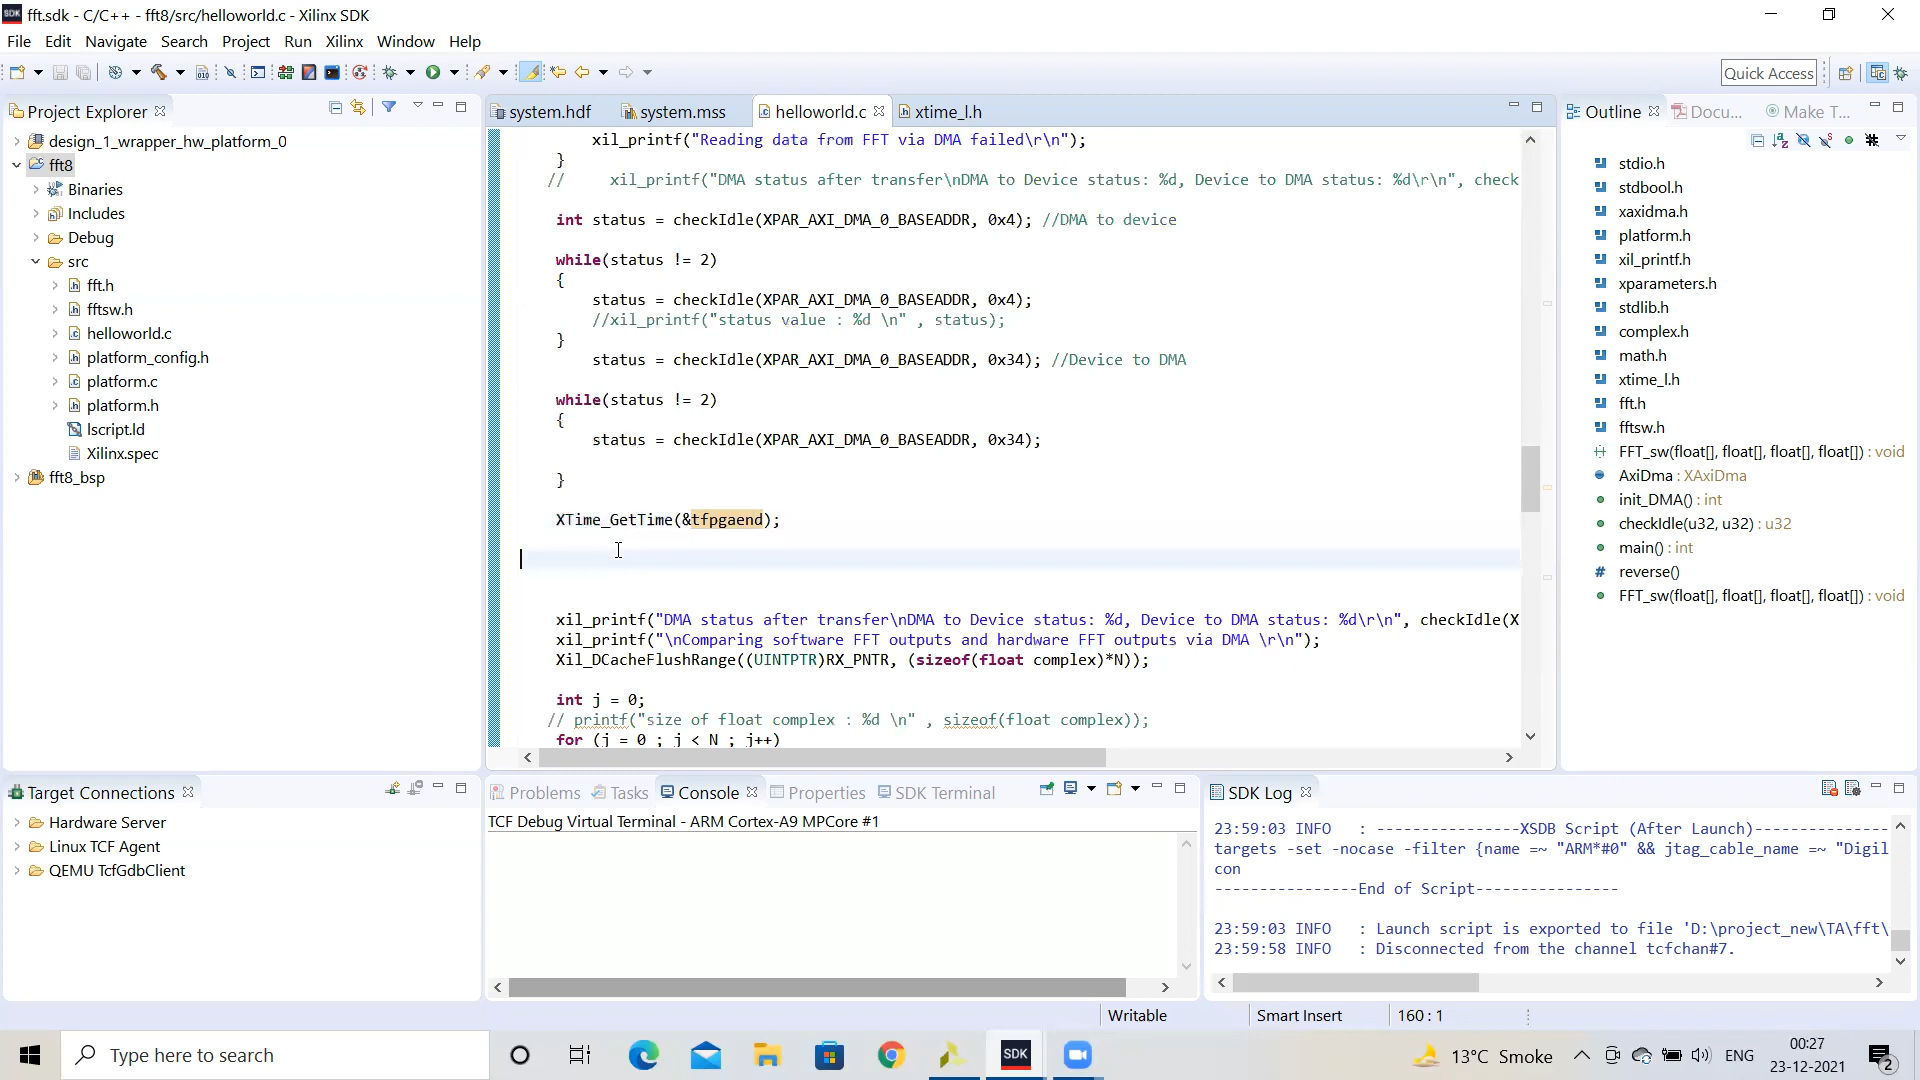 SDK fft.sdk - C/C++ - fft8/src/helloworld.c - Xilinx SDK
File Edit Navigate Search Project Run Xilinx Window Help
Quick Access
Project Explorer
design_1_wrapper_hw_platform_0
fft8
Binaries
Includes
Debug
src
fft.h
fftsw.h
helloworld.c
platform_config.h
platform.c
platform.h
lscript.ld
Xilinx.spec
fft8_bsp
system.hdf system.mss helloworld.c xtime_l.h
xil_printf("Reading data from FFT via DMA failed\r\n");
}
// xil_printf("DMA status after transfer\nDMA to Device status: %d, Device to DMA status: %d\r\n", check
int status = checkIdle(XPAR_AXI_DMA_0_BASEADDR, 0x4); //DMA to device
while(status != 2)
{
status = checkIdle(XPAR_AXI_DMA_0_BASEADDR, 0x4);
//xil_printf("status value : %d \n" , status);
}
status = checkIdle(XPAR_AXI_DMA_0_BASEADDR, 0x34); //Device to DMA
while(status != 2)
{
status = checkIdle(XPAR_AXI_DMA_0_BASEADDR, 0x34);
}
XTime_GetTime(&tfpgaend);
xil_printf("DMA status after transfer\nDMA to Device status: %d, Device to DMA status: %d\r\n", checkIdle(X
xil_printf("\nComparing software FFT outputs and hardware FFT outputs via DMA \r\n");
Xil_DCacheFlushRange((UINTPTR)RX_PNTR, (sizeof(float complex)*N));
int j = 0;
// printf("size of float complex : %d \n" , sizeof(float complex));
for (j = 0 ; j < N ; j++)
Outline Docu... Make T...
stdio.h
stdbool.h
xaxidma.h
platform.h
xil_printf.h
xparameters.h
stdlib.h
complex.h
math.h
xtime_l.h
fft.h
fftsw.h
FFT_sw(float[], float[], float[], float[]) : void
AxiDma : XAxiDma
init_DMA() : int
checkIdle(u32, u32) : u32
main() : int
reverse()
FFT_sw(float[], float[], float[], float[]) : void
Target Connections
Hardware Server
Linux TCF Agent
QEMU TcfGdbClient
Problems Tasks Console Properties SDK Terminal
TCF Debug Virtual Terminal - ARM Cortex-A9 MPCore #1
SDK Log
23:59:03 INFO : ----------------XSDB Script (After Launch)---------------
targets -set -nocase -filter {name =~ "ARM*#0" && jtag_cable_name =~ "Digil
con
----------------End of Script----------------
23:59:03 INFO : Launch script is exported to file 'D:\project_new\TA\fft\
23:59:58 INFO : Disconnected from the channel tcfchan#7.
Writable Smart Insert 160 : 1
Type here to search
SDK
13°C Smoke
ENG
00:27
23-12-2021
2